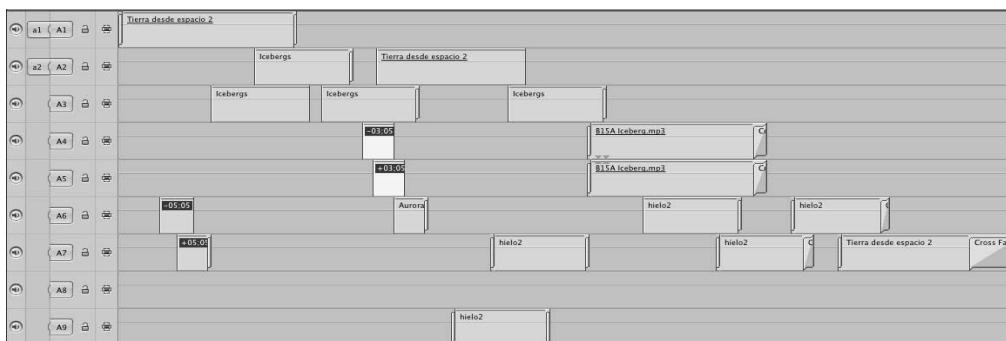 a1 A1 Tierra desde espacio 2
a2 A2 Icebergs Tierra desde espacio 2
A3 Icebergs Icebergs Icebergs
A4 -03:05 B15A Iceberg.mp3
A5 +03:05 B15A Iceberg.mp3
A6 -05:05 Aurora hielo2 hielo2
A7 +05:05 hielo2 hielo2 Tierra desde espacio 2 Cross Fa
A8
A9 hielo2